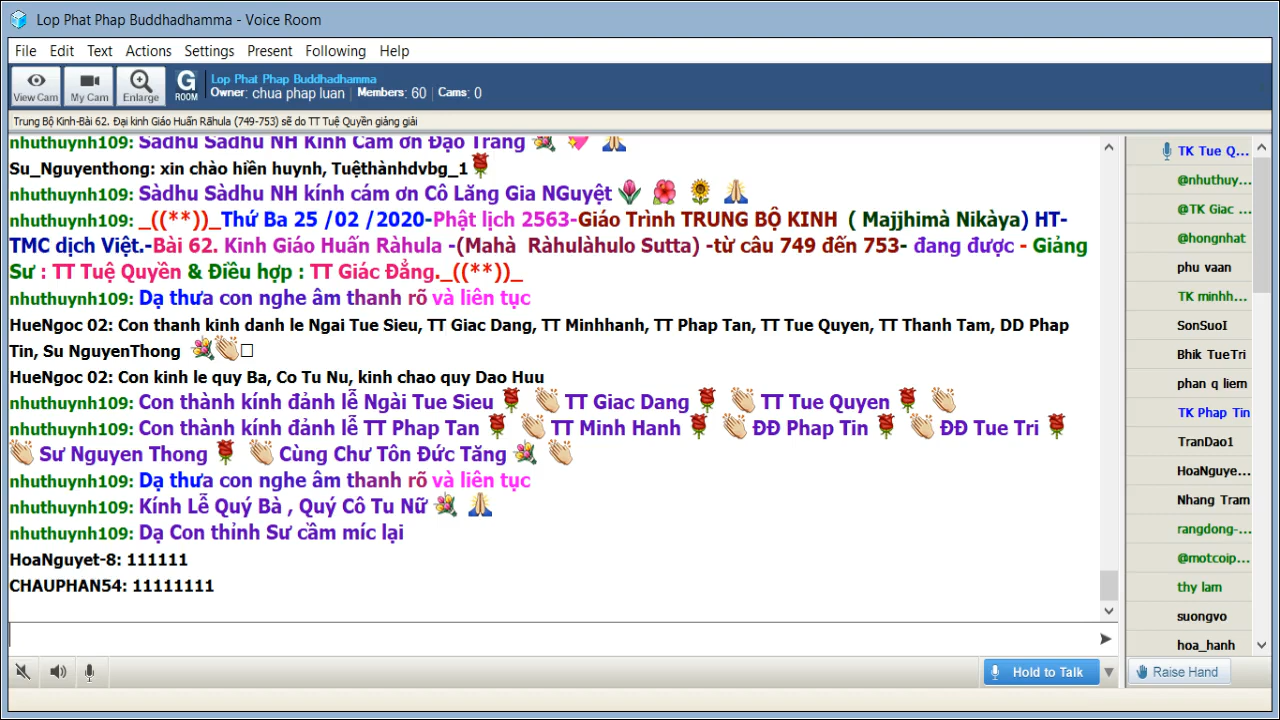 Lop Phat Phap Buddhadhamma - Voice Room
File Edit Text Actions Settings Present Following Help
View Cam My Cam Enlarge G ROOM
Lop Phat Phap Buddhadhamma
Owner: chua phap luan | Members: 60 | Cams: 0
Trung Bộ Kinh-Bài 62. Đại kinh Giáo Huấn Rāhula (749-753) sẽ do TT Tuệ Quyền giảng giải
nhuthuynh109: Sàdhu Sàdhu NH Kính Cám ơn Đạo Tràng 💐 💖 🙏
Su_Nguyenthong: xin chào hiền huynh, Tuệthànhdvbg_1🌹
nhuthuynh109: Sàdhu Sàdhu NH kính cám ơn Cô Lăng Gia NGuyệt 🌷 🌺 🌻 🙏
nhuthuynh109: _((**))_Thứ Ba 25 /02 /2020-Phật lịch 2563-Giáo Trình TRUNG BỘ KINH ( Majjhimà Nikàya) HT-
TMC dịch Việt.-Bài 62. Kinh Giáo Huấn Ràhula -(Mahà Ràhulàhulo Sutta) -từ câu 749 đến 753- đang được - Giảng
Sư : TT Tuệ Quyền & Điều hợp : TT Giác Đẳng._((**))_
nhuthuynh109: Dạ thưa con nghe âm thanh rõ và liên tục
HueNgoc 02: Con thanh kinh danh le Ngai Tue Sieu, TT Giac Dang, TT Minhhanh, TT Phap Tan, TT Tue Quyen, TT Thanh Tam, DD Phap
Tin, Su NguyenThong 💐👏□
HueNgoc 02: Con kinh le quy Ba, Co Tu Nu, kinh chao quy Dao Huu
nhuthuynh109: Con thành kính đảnh lễ Ngài Tue Sieu 🌹 👏 TT Giac Dang 🌹 👏 TT Tue Quyen 🌹 👏
nhuthuynh109: Con thành kính đảnh lễ TT Phap Tan 🌹 👏 TT Minh Hanh 🌹 👏 ĐĐ Phap Tin 🌹 👏 ĐĐ Tue Tri 🌹
👏 Sư Nguyen Thong 🌹 👏 Cùng Chư Tôn Đức Tăng 💐 👏
nhuthuynh109: Dạ thưa con nghe âm thanh rõ và liên tục
nhuthuynh109: Kính Lễ Quý Bà , Quý Cô Tu Nữ 💐 🙏
nhuthuynh109: Dạ Con thỉnh Sư cầm míc lại
HoaNguyet-8: 111111
CHAUPHAN54: 11111111
TK Tue Q...
@nhuthuy...
@TK Giac ...
@hongnhat
phu vaan
TK minhh...
SonSuoI
Bhik TueTri
phan q liem
TK Phap Tin
TranDao1
HoaNguye...
Nhang Tram
rangdong-...
@motcoip...
thy lam
suongvo
hoa_hanh
Hold to Talk
Raise Hand